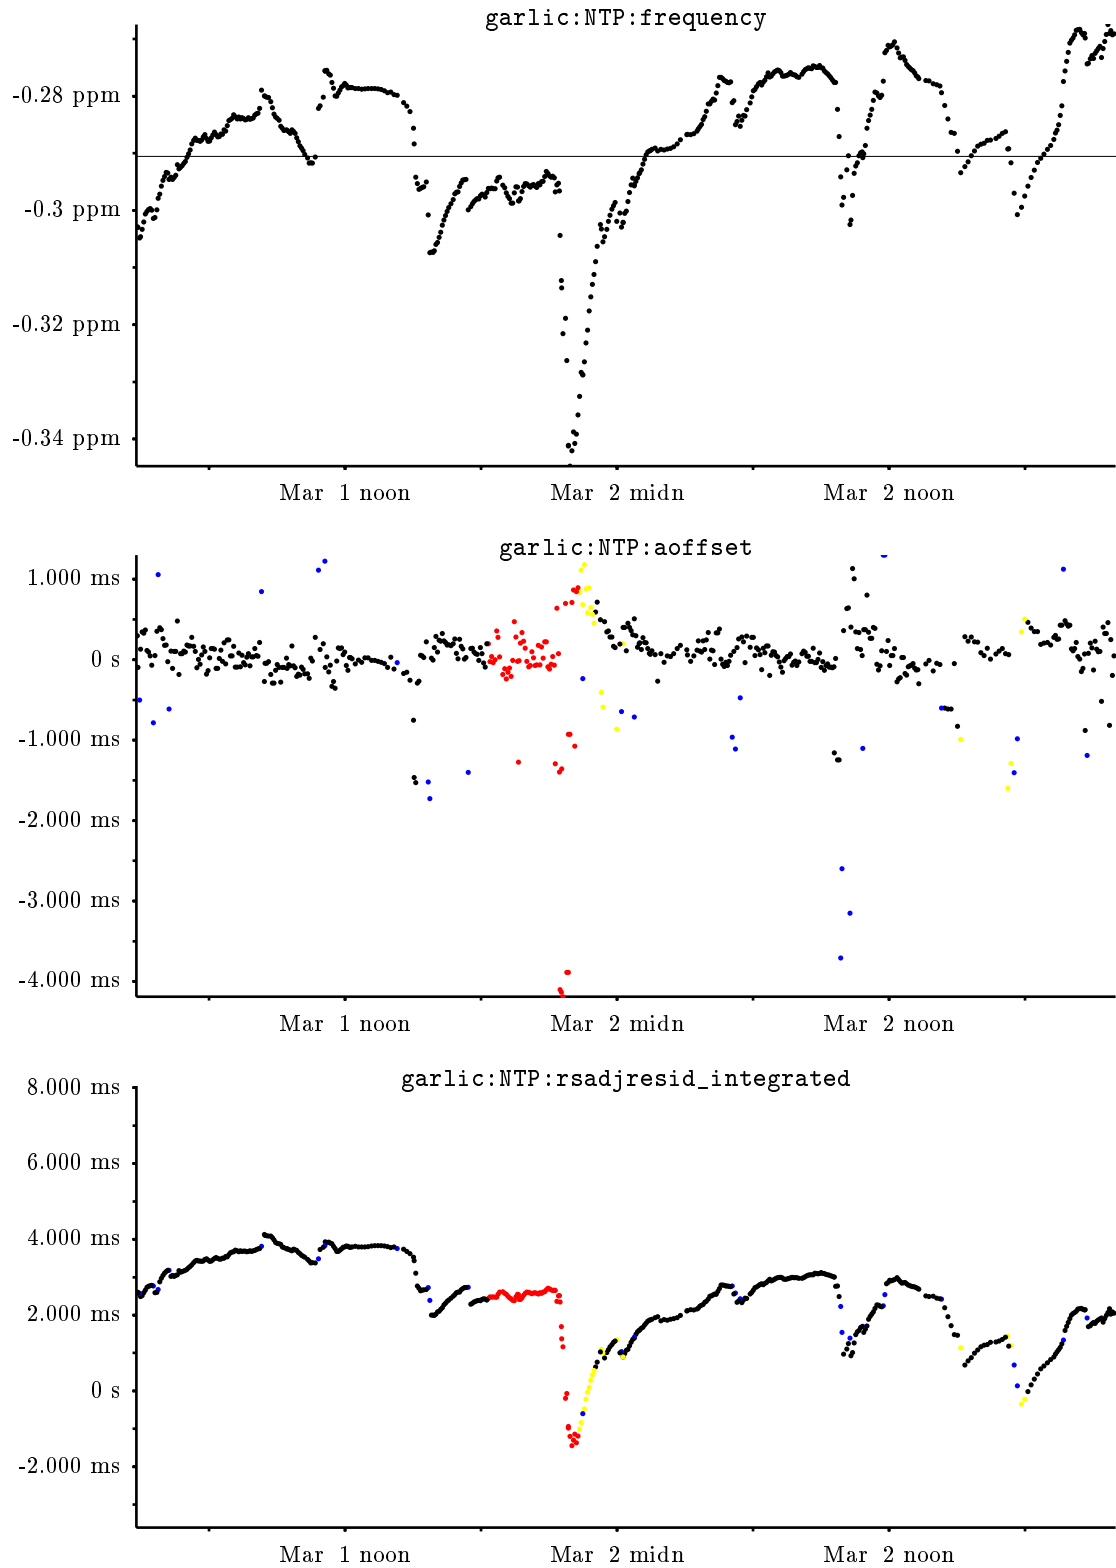 garlic:NTP:frequency
-0.28 ppm
-0.3 ppm
-0.32 ppm
-0.34 ppm
Mar 1 noon
Mar 2 midn
Mar 2 noon
garlic:NTP:aoffset
1.000 ms
0 s
-1.000 ms
-2.000 ms
-3.000 ms
-4.000 ms
Mar 1 noon
Mar 2 midn
Mar 2 noon
garlic:NTP:rsadjresid_integrated
8.000 ms
6.000 ms
4.000 ms
2.000 ms
0 s
-2.000 ms
Mar 1 noon
Mar 2 midn
Mar 2 noon